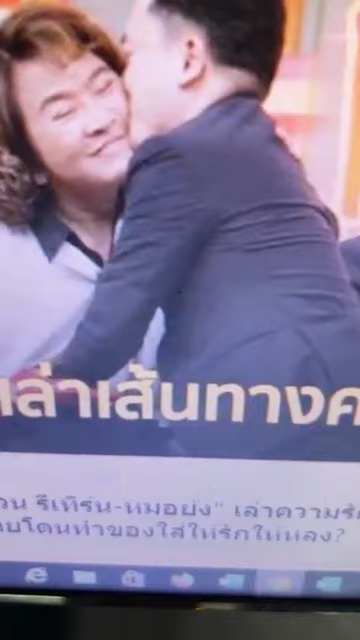 เล่าเส้นทางค
วน รีเทิร์น-หมอยง" เล่าความรั
ยโดนทำของใส่ให้รักให้หลง?